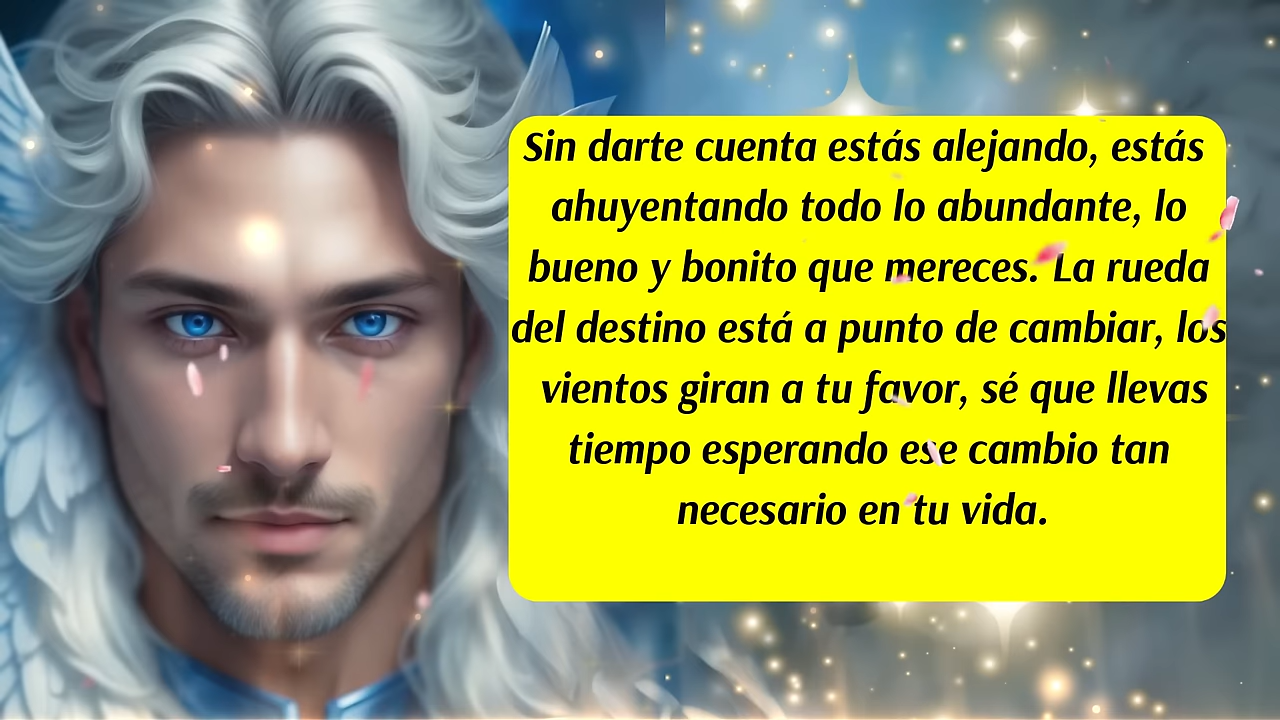 Sin darte cuenta estás alejando, estás
ahuyentando todo lo abundante, lo
bueno y bonito que mereces. La rueda
del destino está a punto de cambiar, los
vientos giran a tu favor, sé que llevas
tiempo esperando ese cambio tan
necesario en tu vida.